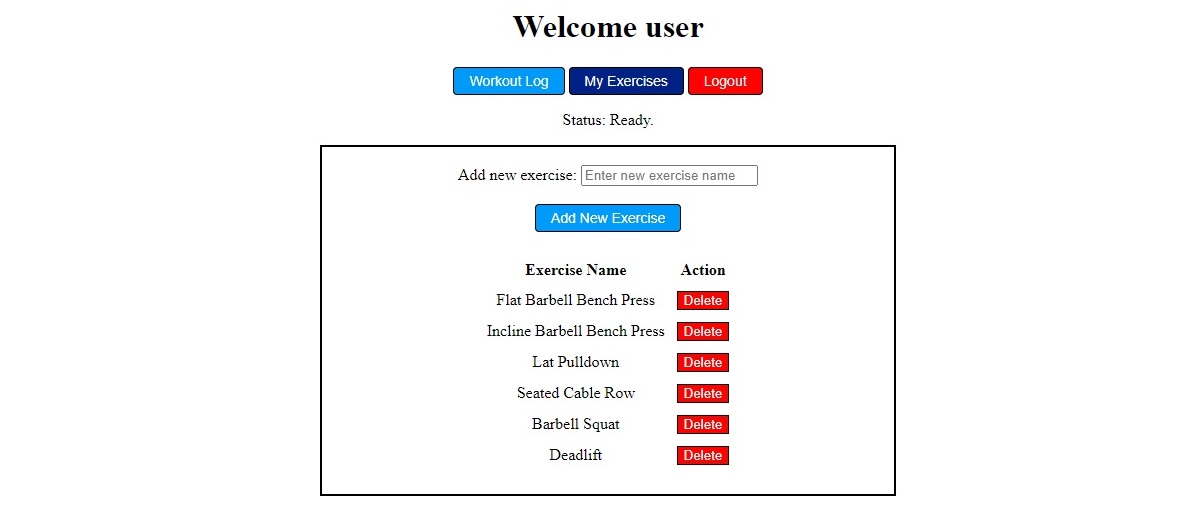 Welcome user
Workout Log My Exercises Logout
Status: Ready.
Add new exercise: Enter new exercise name
Add New Exercise
Exercise Name Action
Flat Barbell Bench Press Delete
Incline Barbell Bench Press Delete
Lat Pulldown Delete
Seated Cable Row Delete
Barbell Squat Delete
Deadlift Delete